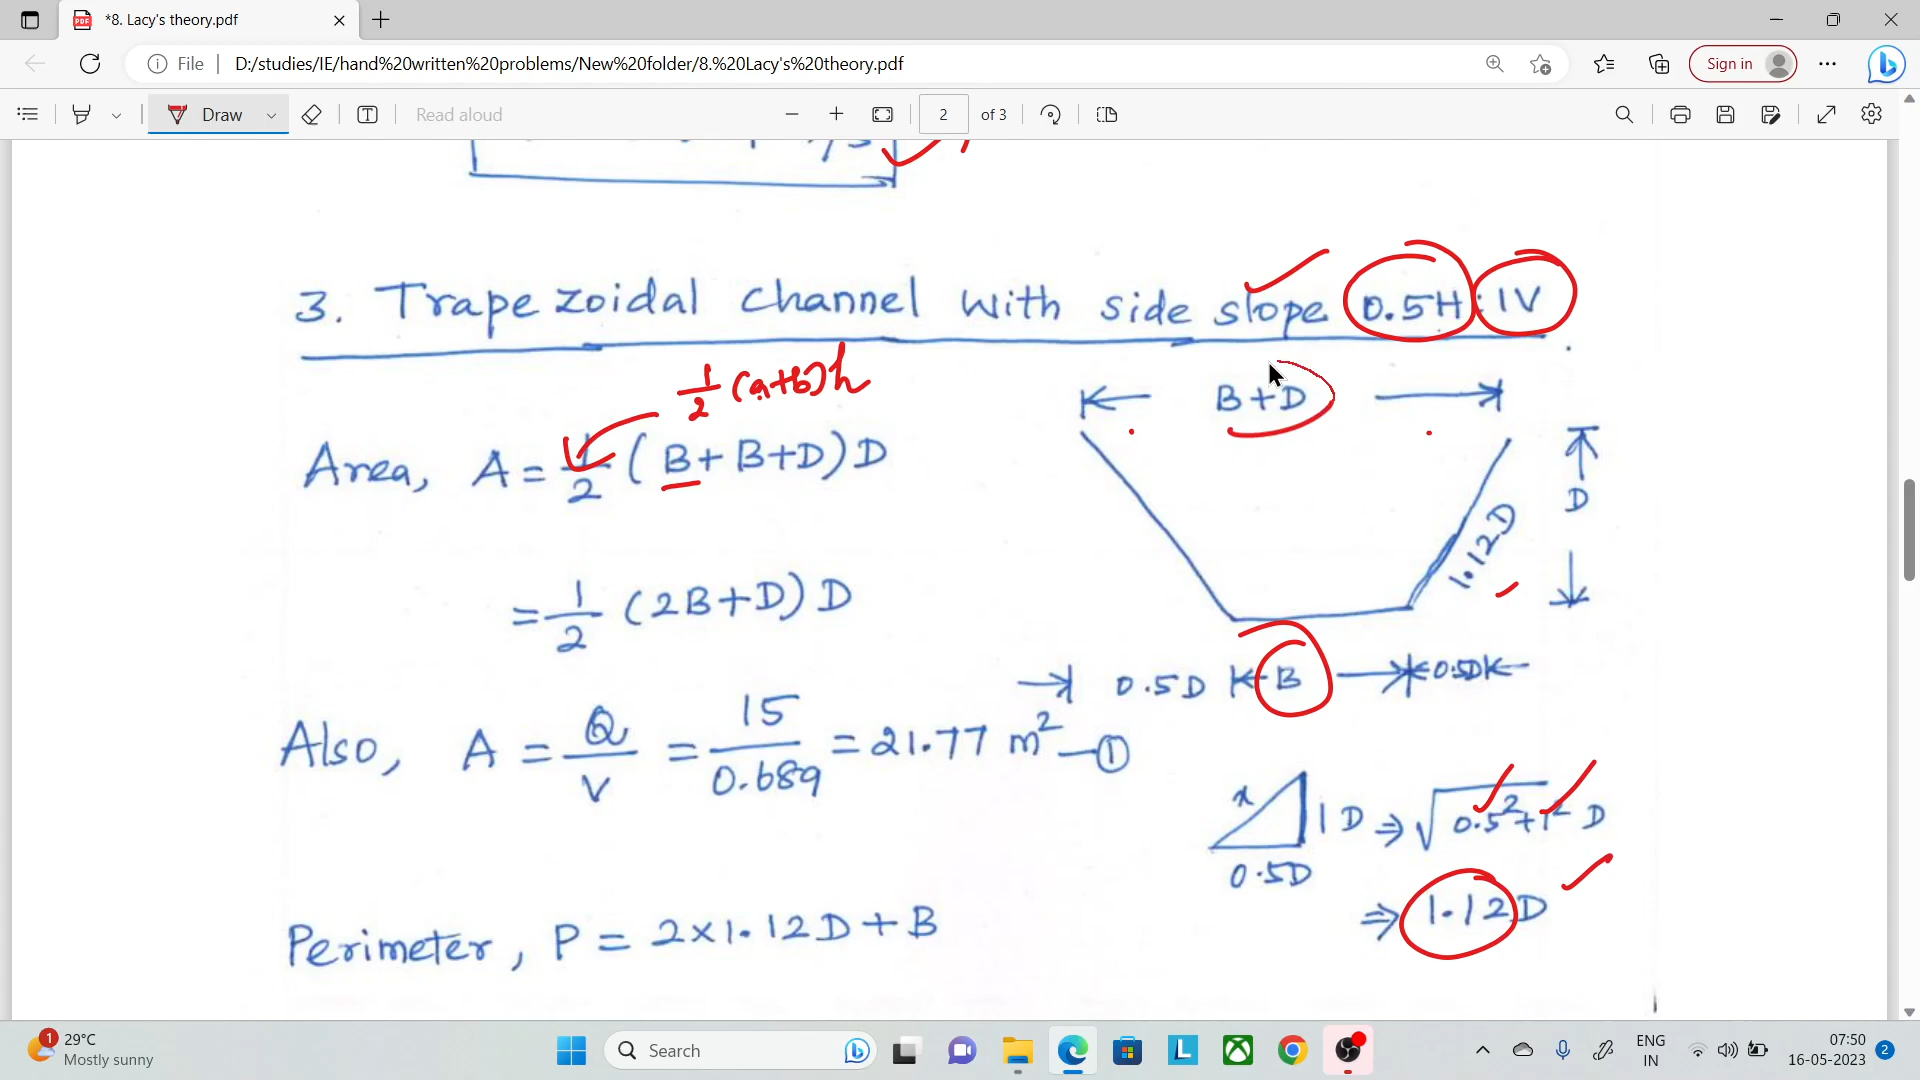 *8. Lacy's theory.pdf
File D:/studies/IE/hand%20written%20problems/New%20folder/8.%20Lacy's%20theory.pdf
Sign in
Draw
Read aloud
2 of 3
3. Trapezoidal channel with side slope 0.5H : 1V
1/2 (a+b)h
B+D
Area, A = 1/2 (B+B+D)D
D
1.12D
= 1/2 (2B+D)D
0.5D B 0.5D
Also, A = Q/V = 15/0.689 = 21.77 m² —①
x 1D ⇒ √0.5²+1² D
0.5D
⇒ 1.12D
Perimeter, P = 2×1.12D+B
1 29°C
Mostly sunny
Search
ENG
IN
07:50
16-05-2023
2